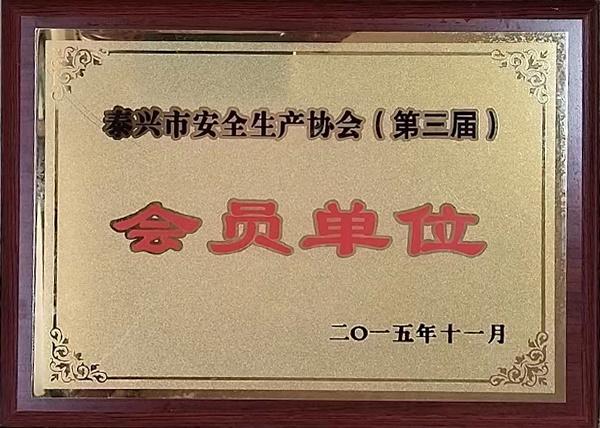 泰兴市安全生产协会（第三届）
会员单位
二〇一五年十一月